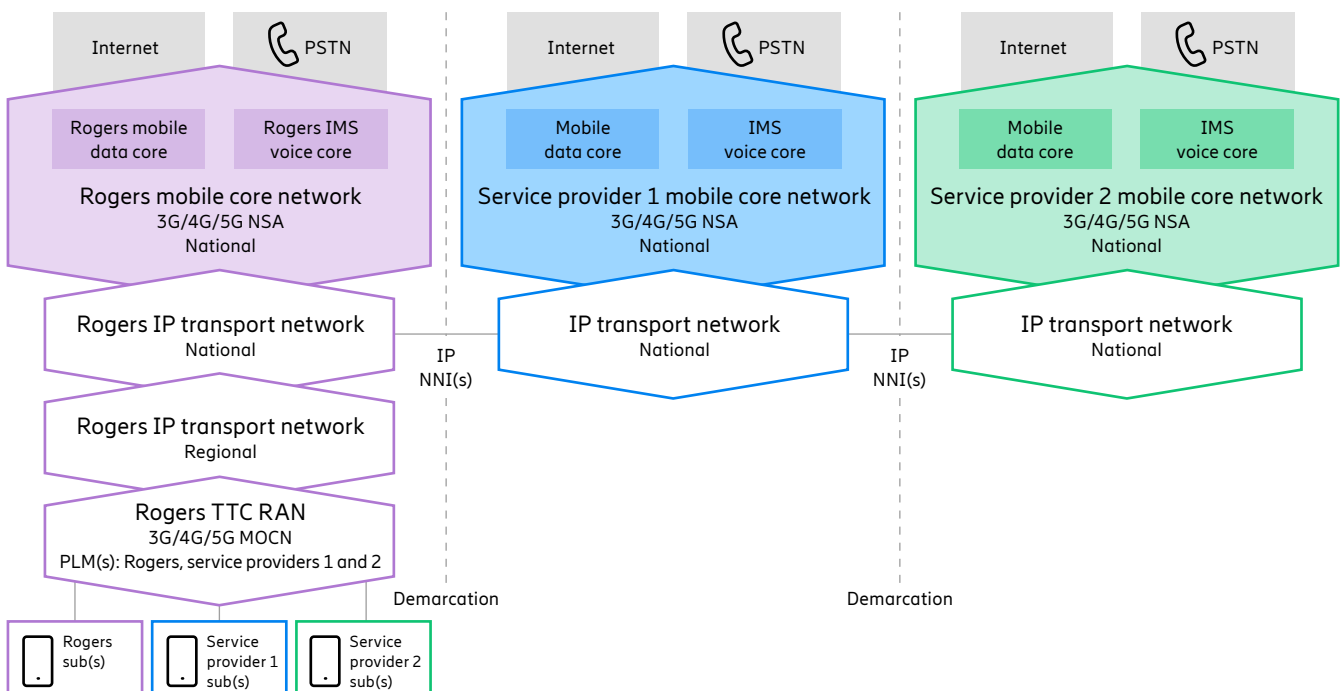 Internet
PSTN
Internet
PSTN
Internet
PSTN
Rogers mobile
data core
Rogers IMS
voice core
Mobile
data core
IMS
voice core
Mobile
data core
IMS
voice core
Rogers mobile core network
3G/4G/5G NSA
National
Service provider 1 mobile core network
3G/4G/5G NSA
National
Service provider 2 mobile core network
3G/4G/5G NSA
National
Rogers IP transport network
National
IP
NNI(s)
IP transport network
National
IP
NNI(s)
IP transport network
National
Rogers IP transport network
Regional
Rogers TTC RAN
3G/4G/5G MOCN
PLM(s): Rogers, service providers 1 and 2
Demarcation
Demarcation
Rogers
sub(s)
Service
provider 1
sub(s)
Service
provider 2
sub(s)